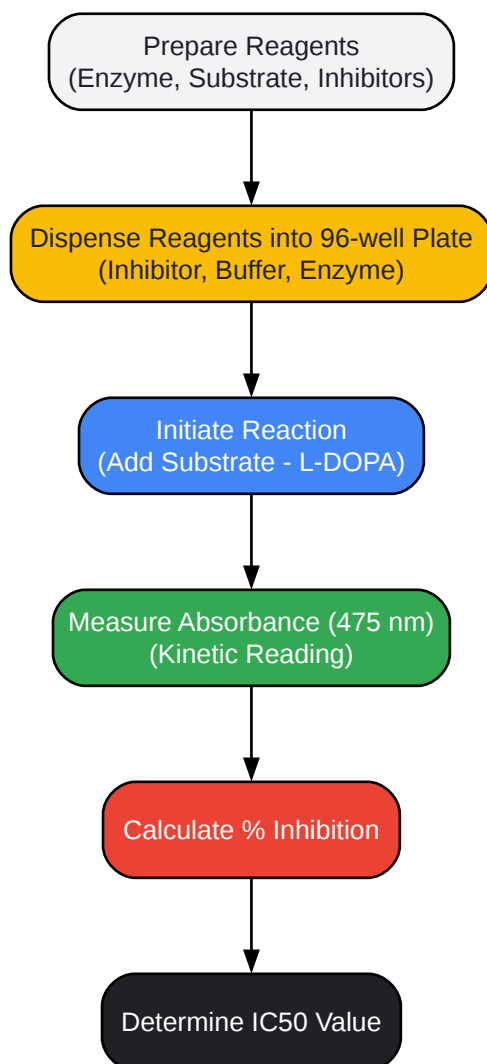 Prepare Reagents
(Enzyme, Substrate, Inhibitors)
Dispense Reagents into 96-well Plate
(Inhibitor, Buffer, Enzyme)
Initiate Reaction
(Add Substrate - L-DOPA)
Measure Absorbance (475 nm)
(Kinetic Reading)
Calculate % Inhibition
Determine IC50 Value